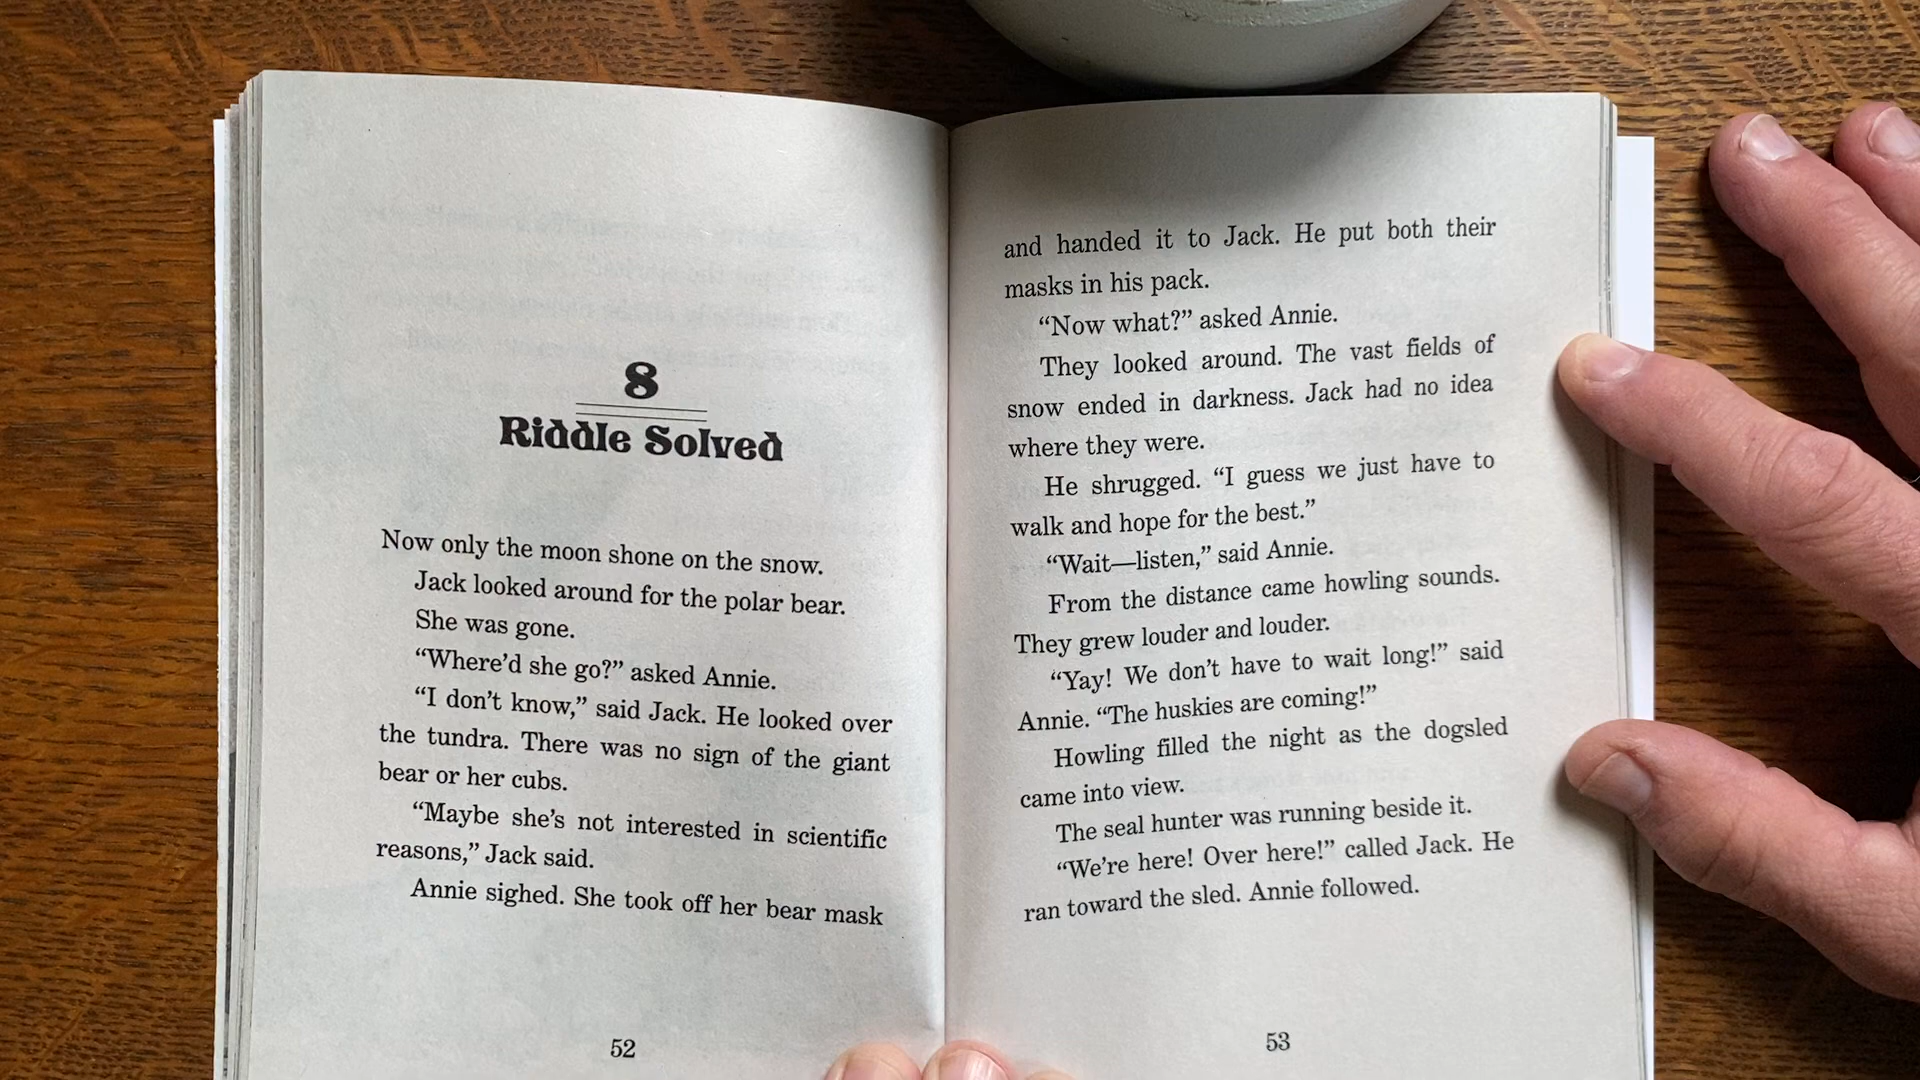 8
Riddle Solved
Now only the moon shone on the snow.
Jack looked around for the polar bear.
She was gone.
“Where’d she go?” asked Annie.
“I don’t know,” said Jack. He looked over
the tundra. There was no sign of the giant
bear or her cubs.
“Maybe she’s not interested in scientific
reasons,” Jack said.
Annie sighed. She took off her bear mask
52
and handed it to Jack. He put both their
masks in his pack.
“Now what?” asked Annie.
They looked around. The vast fields of
snow ended in darkness. Jack had no idea
where they were.
He shrugged. “I guess we just have to
walk and hope for the best.”
“Wait—listen,” said Annie.
From the distance came howling sounds.
They grew louder and louder.
“Yay! We don’t have to wait long!” said
Annie. “The huskies are coming!”
Howling filled the night as the dogsled
came into view.
The seal hunter was running beside it.
“We’re here! Over here!” called Jack. He
ran toward the sled. Annie followed.
53